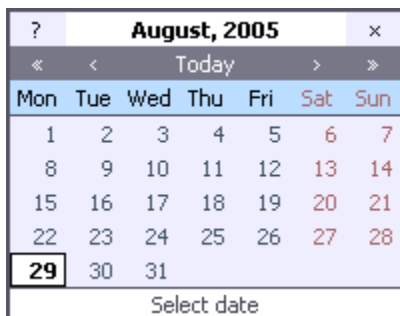 ? August, 2005 ×
« ‹ Today › »
Mon Tue Wed Thu Fri Sat Sun
1 2 3 4 5 6 7
8 9 10 11 12 13 14
15 16 17 18 19 20 21
22 23 24 25 26 27 28
29 30 31
Select date